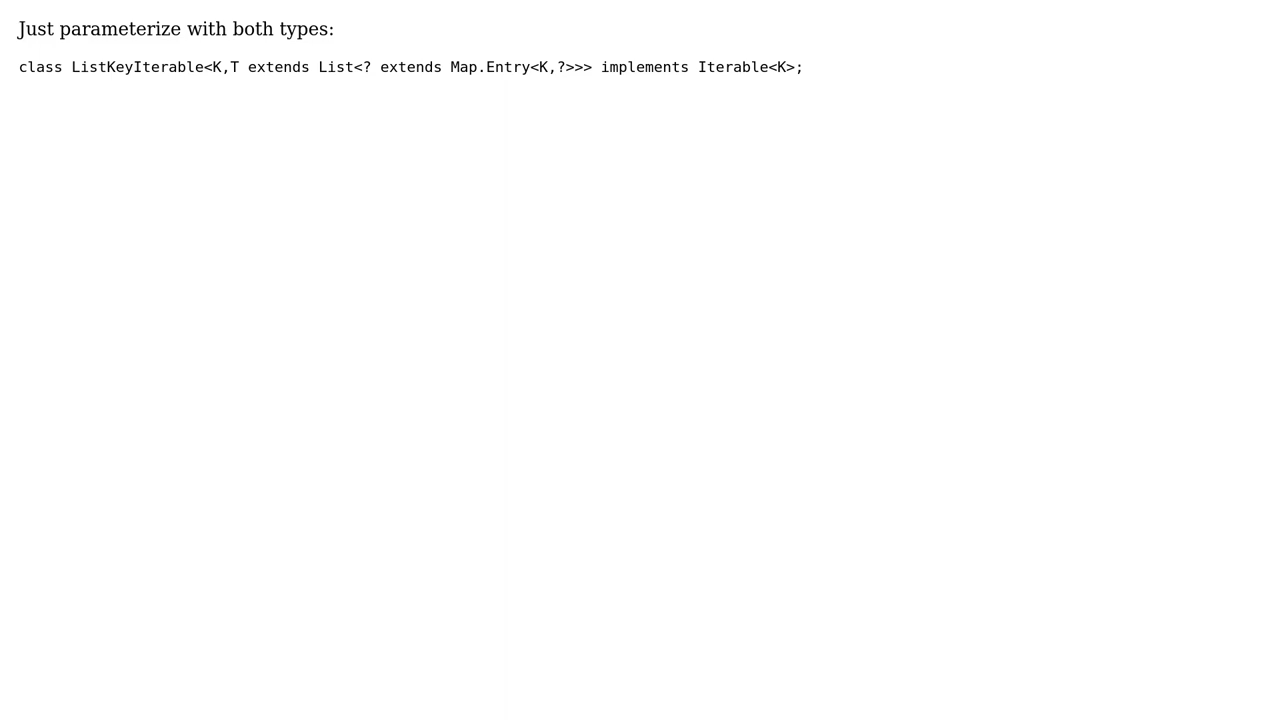 Just parameterize with both types:
class ListKeyIterable<K,T extends List<? extends Map.Entry<K,?>>> implements Iterable<K>;